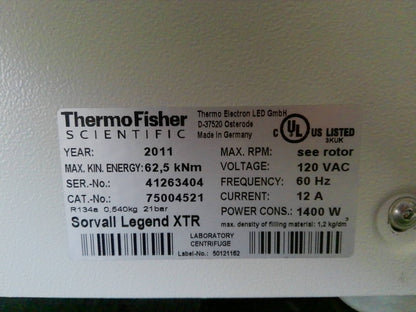 ThermoFisher
SCIENTIFIC
Thermo Electron LED GmbH
D-37520 Osterode
Made in Germany
C UL US LISTED
3KUK
YEAR: 2011
MAX. KIN. ENERGY: 62,5 kNm
SER.-No.: 41263404
CAT.-No.: 75004521
R134a 0,540kg 21bar
Sorvall Legend XTR
MAX. RPM: see rotor
VOLTAGE: 120 VAC
FREQUENCY: 60 Hz
CURRENT: 12 A
POWER CONS.: 1400 W
max. density of filling material: 1,2 kg/dm³
LABORATORY
CENTRIFUGE
Label-No.: 50121162